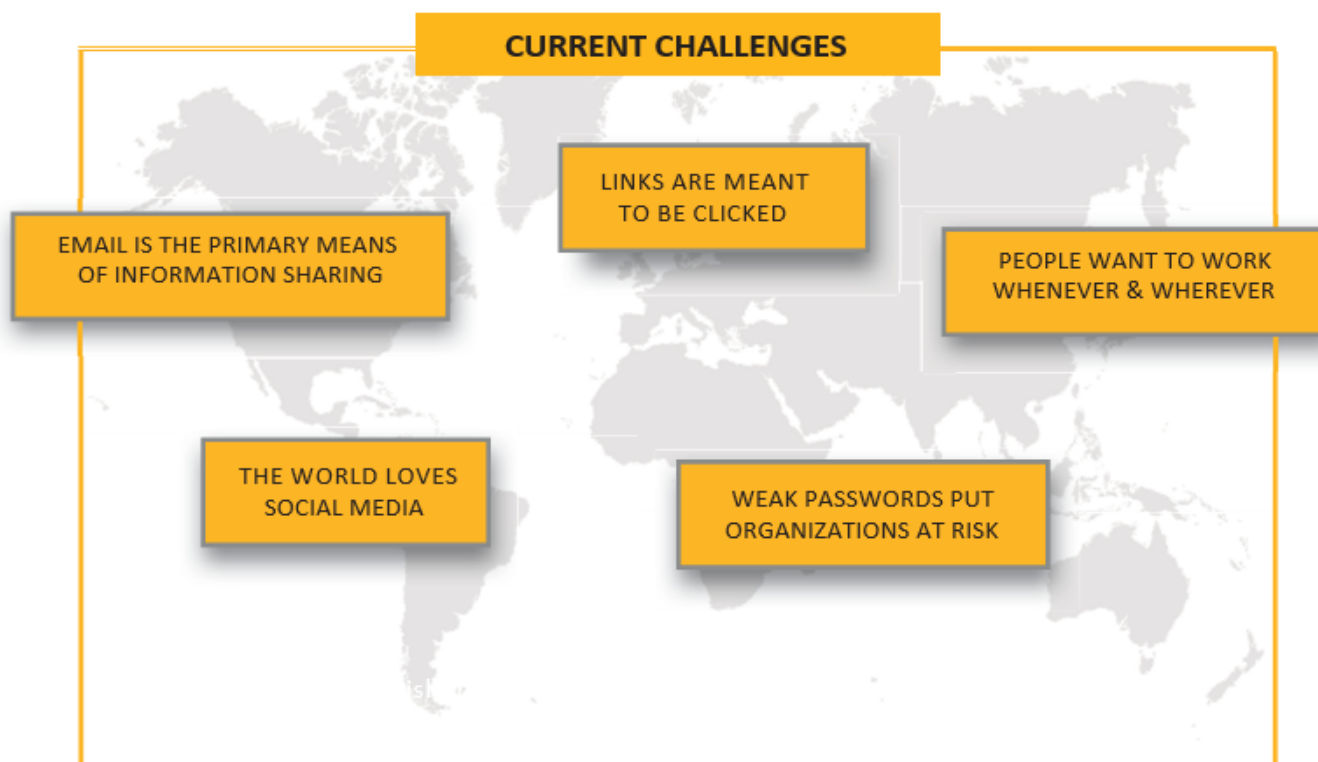 CURRENT CHALLENGES
LINKS ARE MEANT
TO BE CLICKED
EMAIL IS THE PRIMARY MEANS
OF INFORMATION SHARING
PEOPLE WANT TO WORK
WHENEVER & WHEREVER
THE WORLD LOVES
SOCIAL MEDIA
WEAK PASSWORDS PUT
ORGANIZATIONS AT RISK